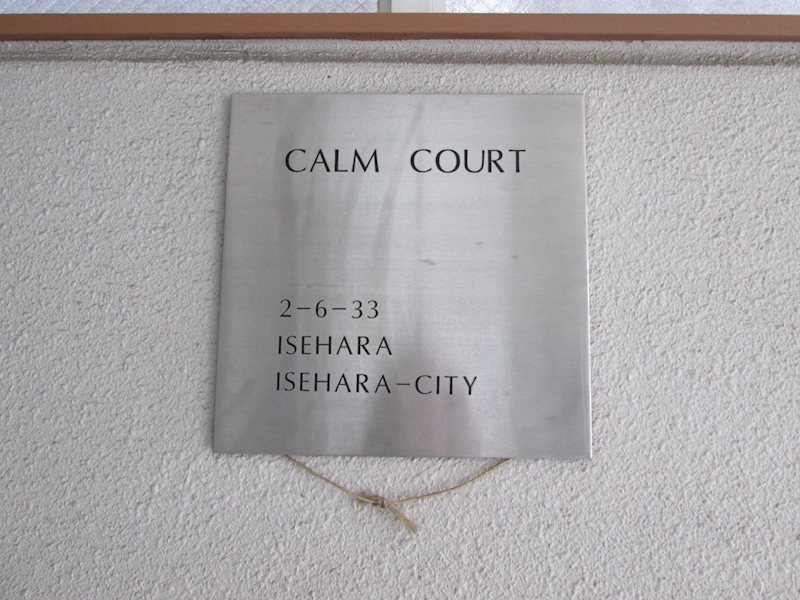 CALM COURT
2-6-33
ISEHARA
ISEHARA-CITY